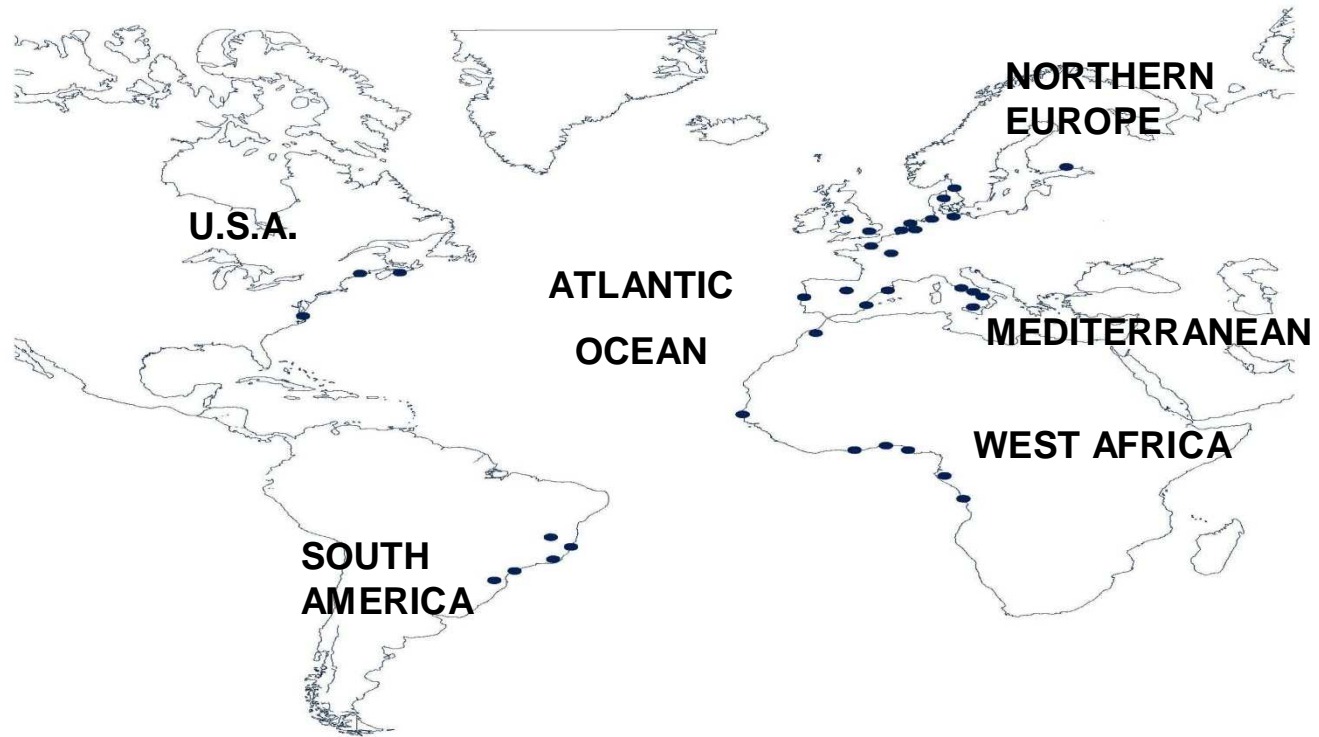 NORTHERN
EUROPE
U.S.A.
ATLANTIC
OCEAN
MEDITERRANEAN
WEST AFRICA
SOUTH
AMERICA